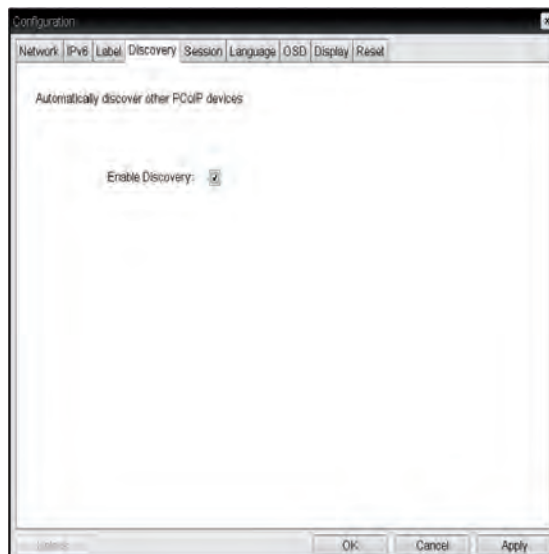 Configuration
Network IPv6 Label Discovery Session Language OSD Display Reset
Automatically discover other PCoIP devices
Enable Discovery:
Unlock
OK Cancel Apply